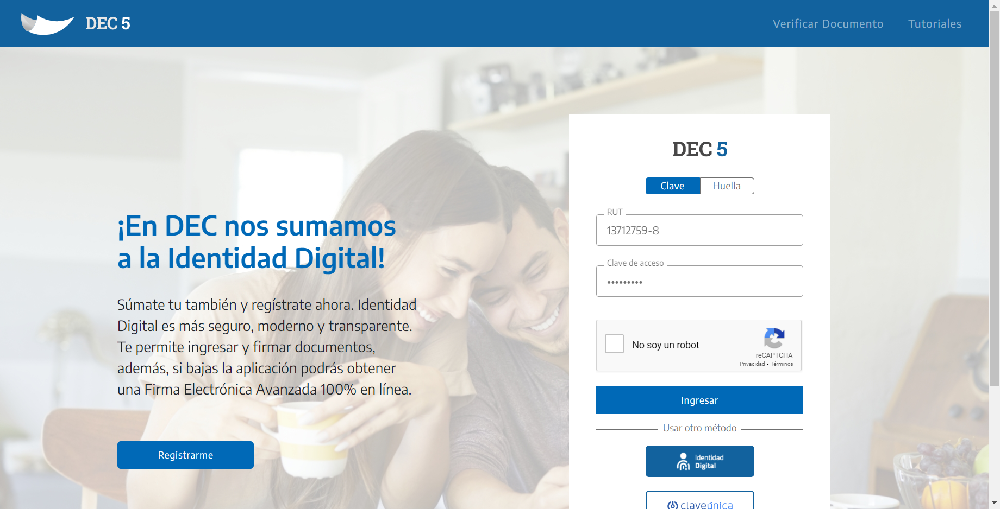 DEC 5
Verificar Documento
Tutoriales
¡En DEC nos sumamos
a la Identidad Digital!
Súmate tu también y regístrate ahora. Identidad
Digital es más seguro, moderno y transparente.
Te permite ingresar y firmar documentos,
además, si bajas la aplicación podrás obtener
una Firma Electrónica Avanzada 100% en línea.
Registrarme
DEC 5
Clave
Huella
RUT
13712759-8
Clave de acceso
•••••••••
No soy un robot
reCAPTCHA
Privacidad - Términos
Ingresar
Usar otro método
Identidad
Digital
claveúnica